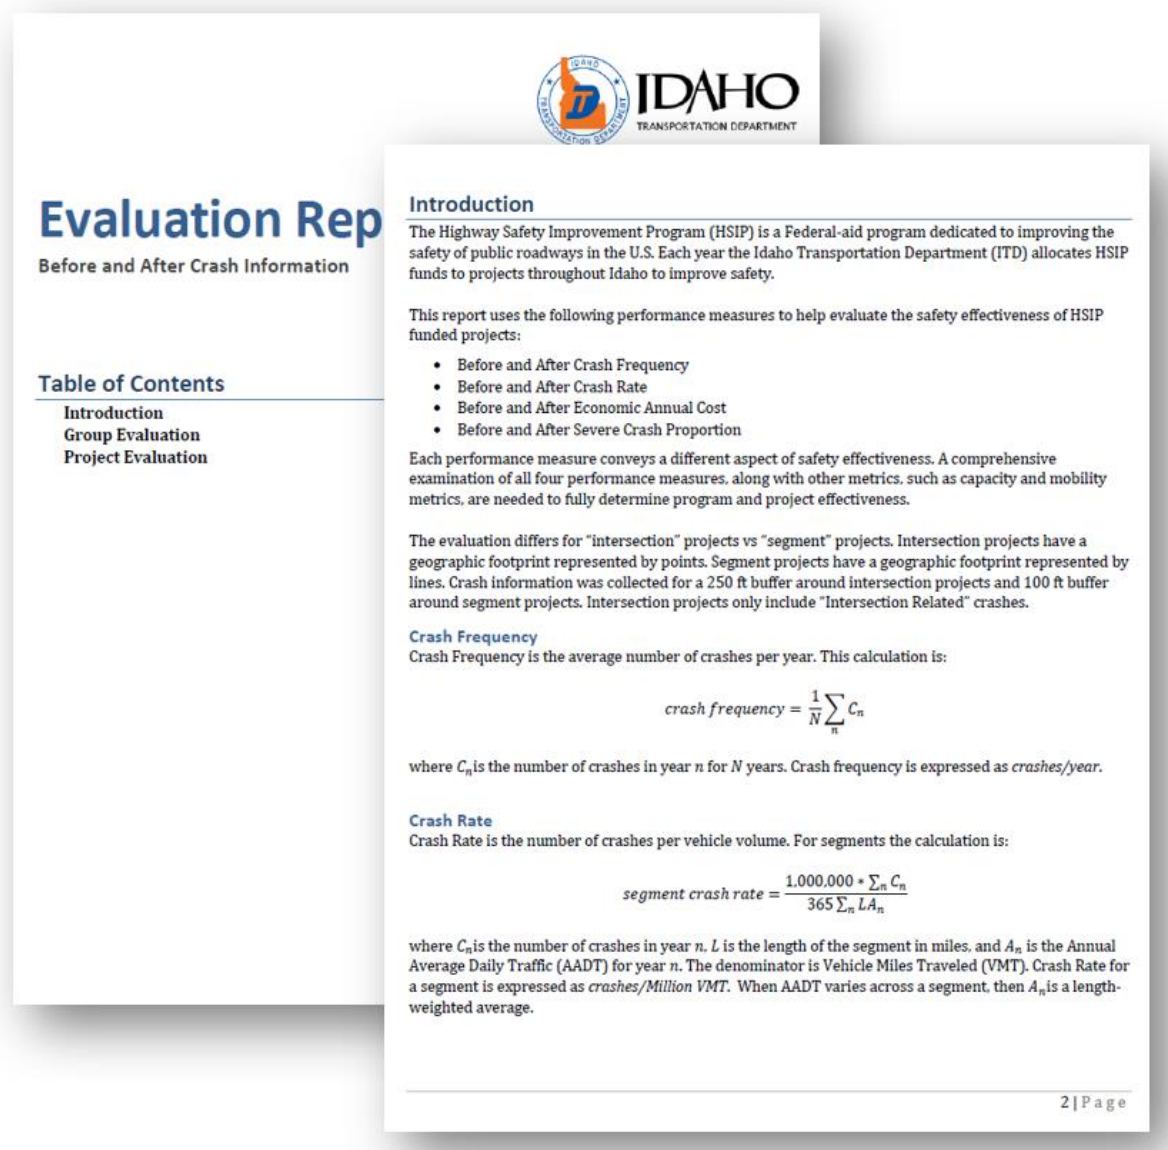 IDAHO
TRANSPORTATION DEPARTMENT
IDAHO
TRANSPORTATION DEPARTMENT
Evaluation Rep
Before and After Crash Information
Table of Contents
Introduction
Group Evaluation
Project Evaluation
Introduction
The Highway Safety Improvement Program (HSIP) is a Federal-aid program dedicated to improving the
safety of public roadways in the U.S. Each year the Idaho Transportation Department (ITD) allocates HSIP
funds to projects throughout Idaho to improve safety.
This report uses the following performance measures to help evaluate the safety effectiveness of HSIP
funded projects:
• Before and After Crash Frequency
• Before and After Crash Rate
• Before and After Economic Annual Cost
• Before and After Severe Crash Proportion
Each performance measure conveys a different aspect of safety effectiveness. A comprehensive
examination of all four performance measures, along with other metrics, such as capacity and mobility
metrics, are needed to fully determine program and project effectiveness.
The evaluation differs for "intersection" projects vs "segment" projects. Intersection projects have a
geographic footprint represented by points. Segment projects have a geographic footprint represented by
lines. Crash information was collected for a 250 ft buffer around intersection projects and 100 ft buffer
around segment projects. Intersection projects only include "Intersection Related" crashes.
Crash Frequency
Crash Frequency is the average number of crashes per year. This calculation is:
crash frequency = 1/N ∑n Cn
where Cn is the number of crashes in year n for N years. Crash frequency is expressed as crashes/year.
Crash Rate
Crash Rate is the number of crashes per vehicle volume. For segments the calculation is:
segment crash rate = 1,000,000 * ∑n Cn / 365 ∑n LAn
where Cn is the number of crashes in year n, L is the length of the segment in miles, and An is the Annual
Average Daily Traffic (AADT) for year n. The denominator is Vehicle Miles Traveled (VMT). Crash Rate for
a segment is expressed as crashes/Million VMT. When AADT varies across a segment, then An is a length-
weighted average.
2 | Page